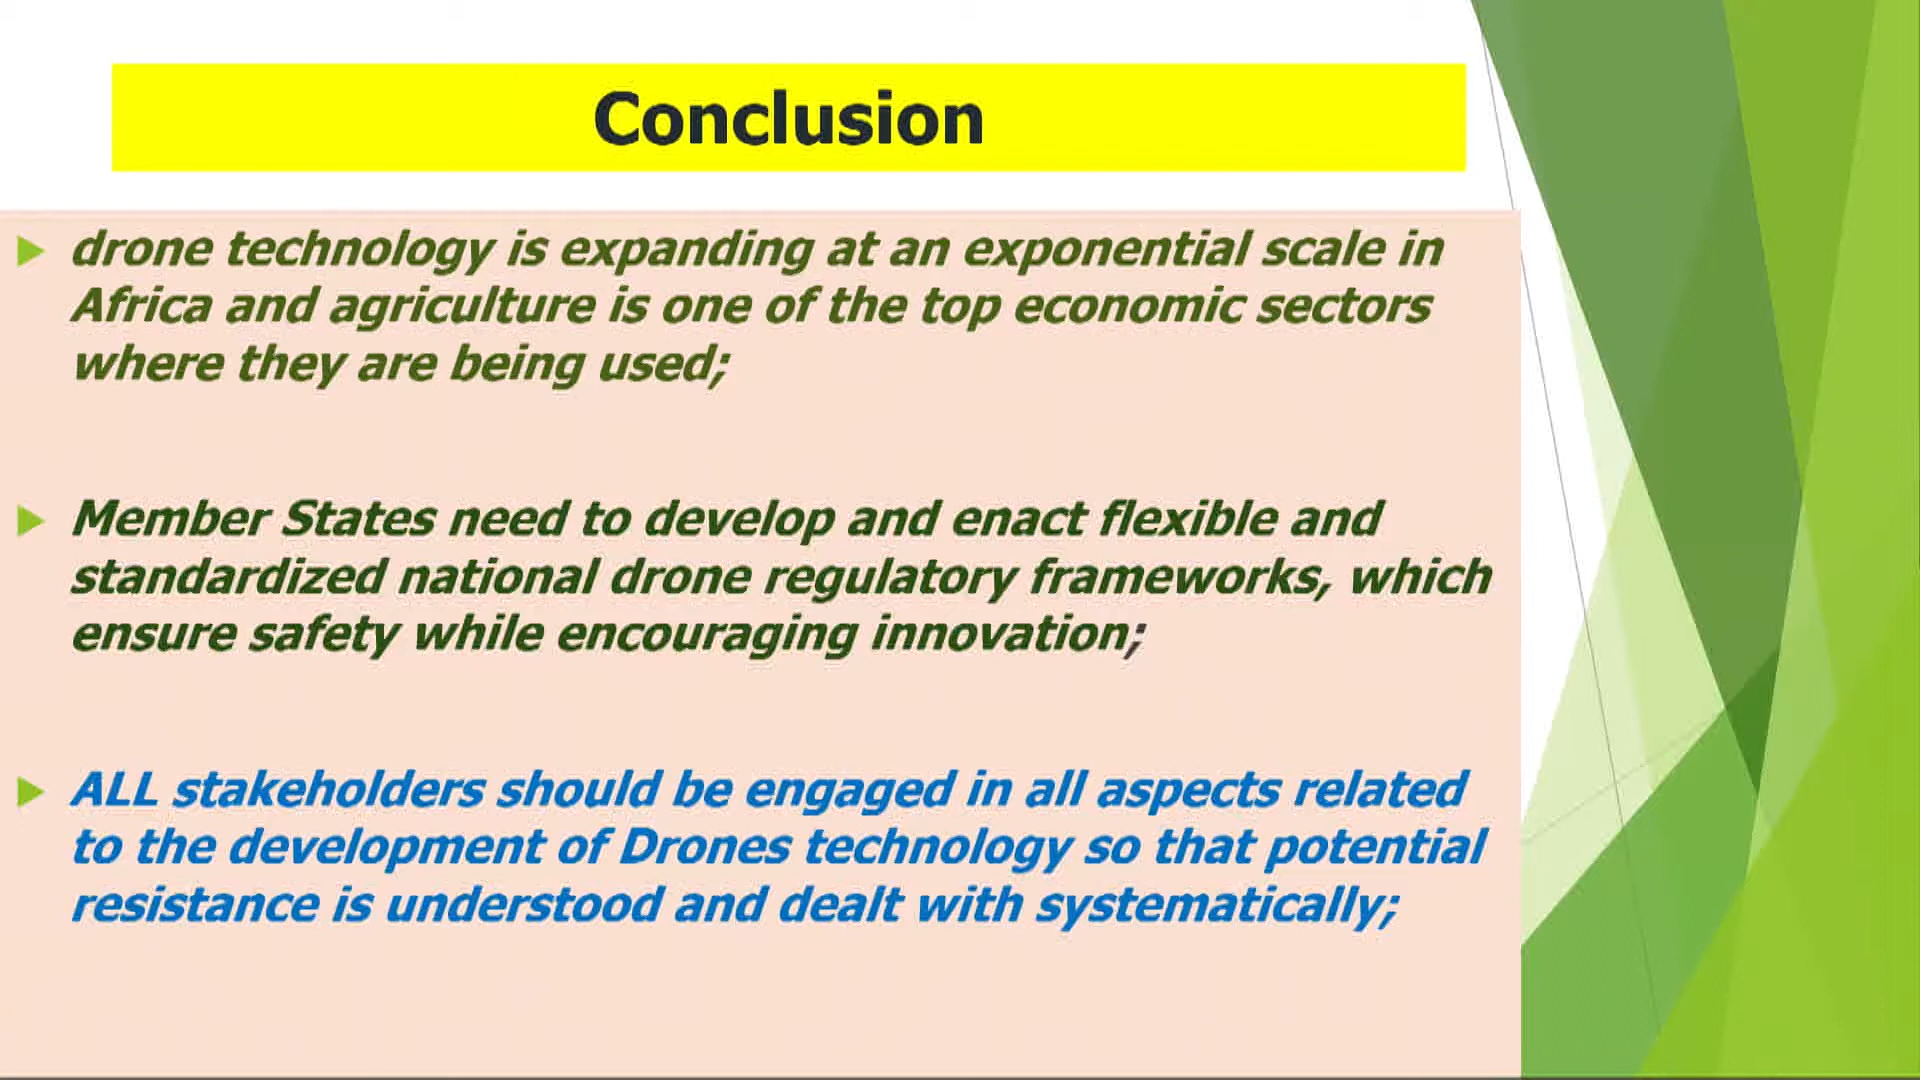 Conclusion
drone technology is expanding at an exponential scale in
Africa and agriculture is one of the top economic sectors
where they are being used;
Member States need to develop and enact flexible and
standardized national drone regulatory frameworks, which
ensure safety while encouraging innovation;
ALL stakeholders should be engaged in all aspects related
to the development of Drones technology so that potential
resistance is understood and dealt with systematically;